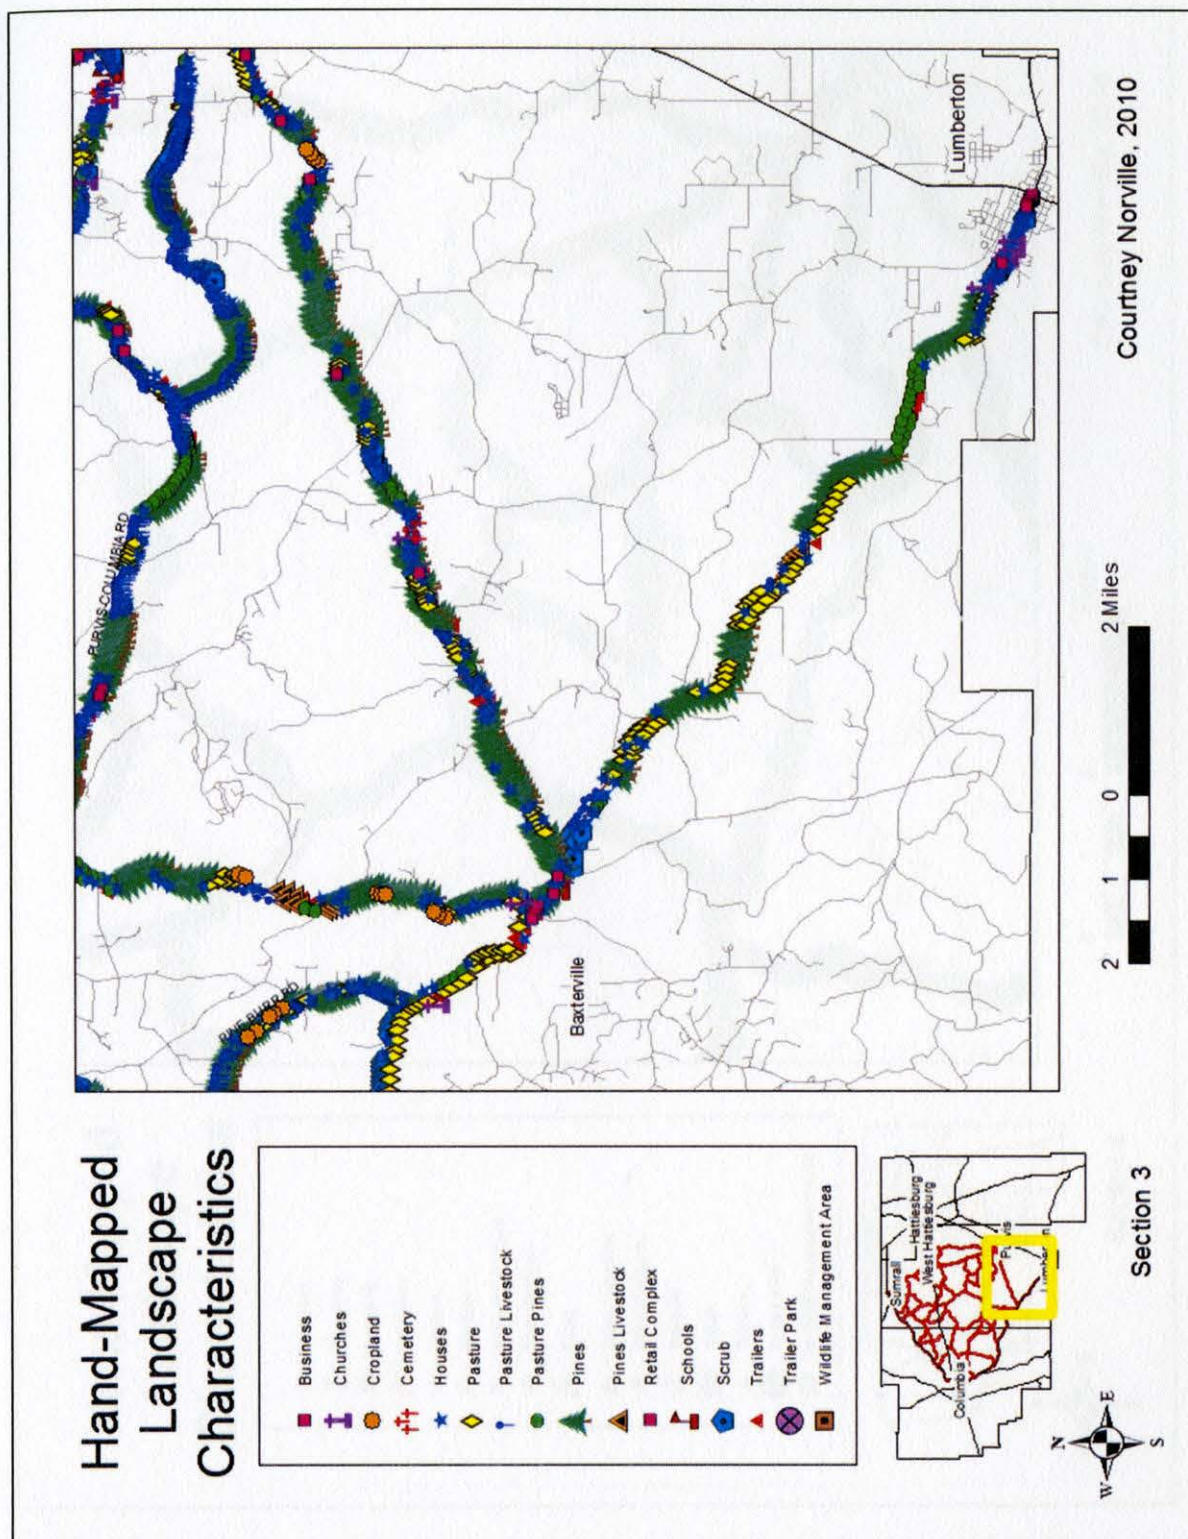 Hand-Mapped
Landscape
Characteristics
Business
Churches
Cropland
Cemetery
Houses
Pasture
Pasture Livestock
Pasture Pines
Pines
Pines Livestock
Retail Complex
Schools
Scrub
Trailers
Trailer Park
Wildlife Management Area
Sumrall
Hattiesburg
West Hattiesburg
Columbia
N
W
E
S
Section 3
PURVIS-COLUMBIA RD
Baxterville
Lumberton
2
1
0
2 Miles
Courtney Norville, 2010